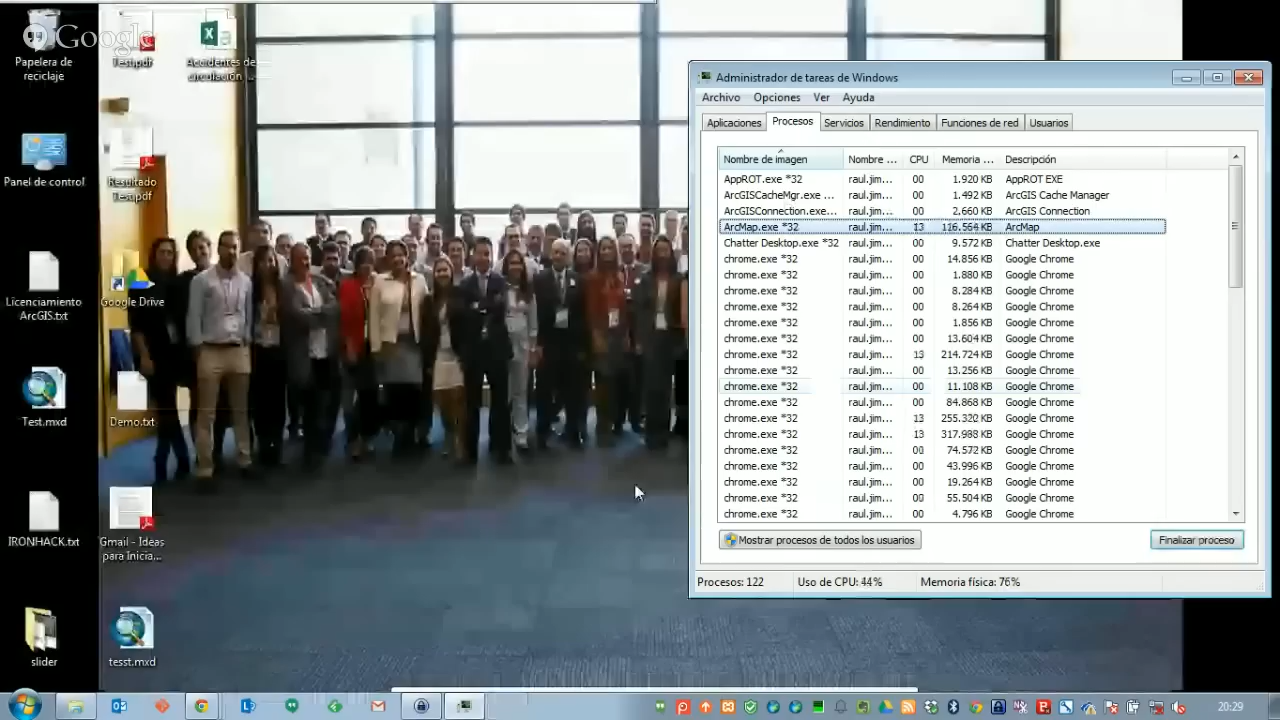 Google
Papelera de
reciclaje
Test.pdf
Accidentes de
circulación ...
Panel de control
Resultado
Test.pdf
Licenciamiento
ArcGIS.txt
Google Drive
Test.mxd
Demo.txt
IRONHACK.txt
Gmail - Ideas
para Inicia...
slider
tesst.mxd
Administrador de tareas de Windows
Archivo Opciones Ver Ayuda
Aplicaciones Procesos Servicios Rendimiento Funciones de red Usuarios
Nombre de imagen Nombre ... CPU Memoria ... Descripción
AppROT.exe *32 raul.jim... 00 1.920 KB AppROT EXE
ArcGISCacheMgr.exe ... raul.jim... 00 1.492 KB ArcGIS Cache Manager
ArcGISConnection.exe... raul.jim... 00 2.660 KB ArcGIS Connection
ArcMap.exe *32 raul.jim... 13 116.564 KB ArcMap
Chatter Desktop.exe *32 raul.jim... 00 9.572 KB Chatter Desktop.exe
chrome.exe *32 raul.jim... 00 14.856 KB Google Chrome
chrome.exe *32 raul.jim... 00 1.880 KB Google Chrome
chrome.exe *32 raul.jim... 00 8.284 KB Google Chrome
chrome.exe *32 raul.jim... 00 8.264 KB Google Chrome
chrome.exe *32 raul.jim... 00 1.856 KB Google Chrome
chrome.exe *32 raul.jim... 00 13.604 KB Google Chrome
chrome.exe *32 raul.jim... 13 214.724 KB Google Chrome
chrome.exe *32 raul.jim... 00 13.256 KB Google Chrome
chrome.exe *32 raul.jim... 00 11.108 KB Google Chrome
chrome.exe *32 raul.jim... 00 84.868 KB Google Chrome
chrome.exe *32 raul.jim... 13 255.320 KB Google Chrome
chrome.exe *32 raul.jim... 13 317.988 KB Google Chrome
chrome.exe *32 raul.jim... 00 74.572 KB Google Chrome
chrome.exe *32 raul.jim... 00 43.996 KB Google Chrome
chrome.exe *32 raul.jim... 00 19.264 KB Google Chrome
chrome.exe *32 raul.jim... 00 55.504 KB Google Chrome
chrome.exe *32 raul.jim... 00 4.796 KB Google Chrome
Mostrar procesos de todos los usuarios
Finalizar proceso
Procesos: 122 Uso de CPU: 44% Memoria física: 76%
20:29